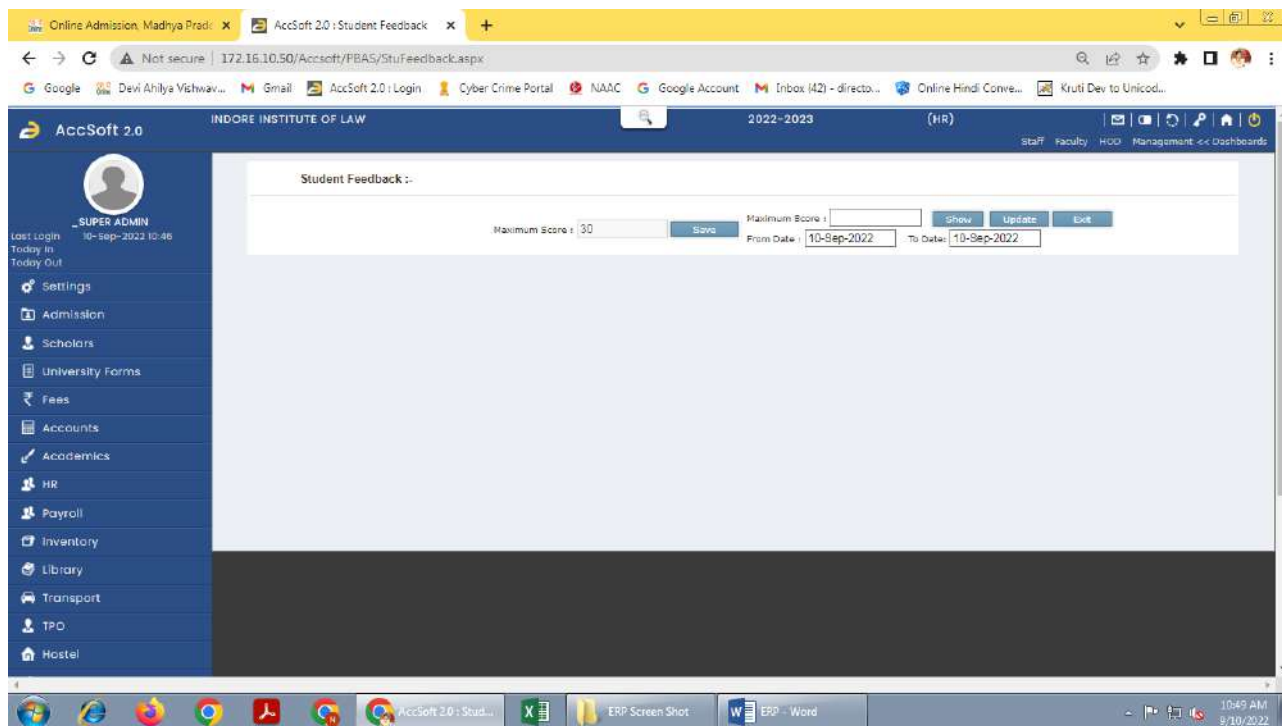 Online Admission, Madhya Prade
AccSoft 2.0 : Student Feedback
Not secure | 172.16.10.50/Accsoft/PBAS/StuFeedback.aspx
Google Devi Ahilya Vishwav... Gmail AccSoft 2.0 : Login Cyber Crime Portal NAAC Google Account Inbox (42) - directo... Online Hindi Conve... Kruti Dev to Unicod...
AccSoft 2.0
INDORE INSTITUTE OF LAW 2022-2023 (HR)
Staff Faculty HOD Management << Dashboards
_SUPER ADMIN
Last Login 10-Sep-2022 10:46
Today In
Today Out
Student Feedback :-
Maximum Score : 30 Save
Maximum Score : Show Update Exit
From Date : 10-Sep-2022 To Date: 10-Sep-2022
Settings
Admission
Scholars
University Forms
Fees
Accounts
Academics
HR
Payroll
Inventory
Library
Transport
TPO
Hostel
AccSoft 2.0 : Stud... ERP Screen Shot ERP - Word
10:49 AM
9/10/2022